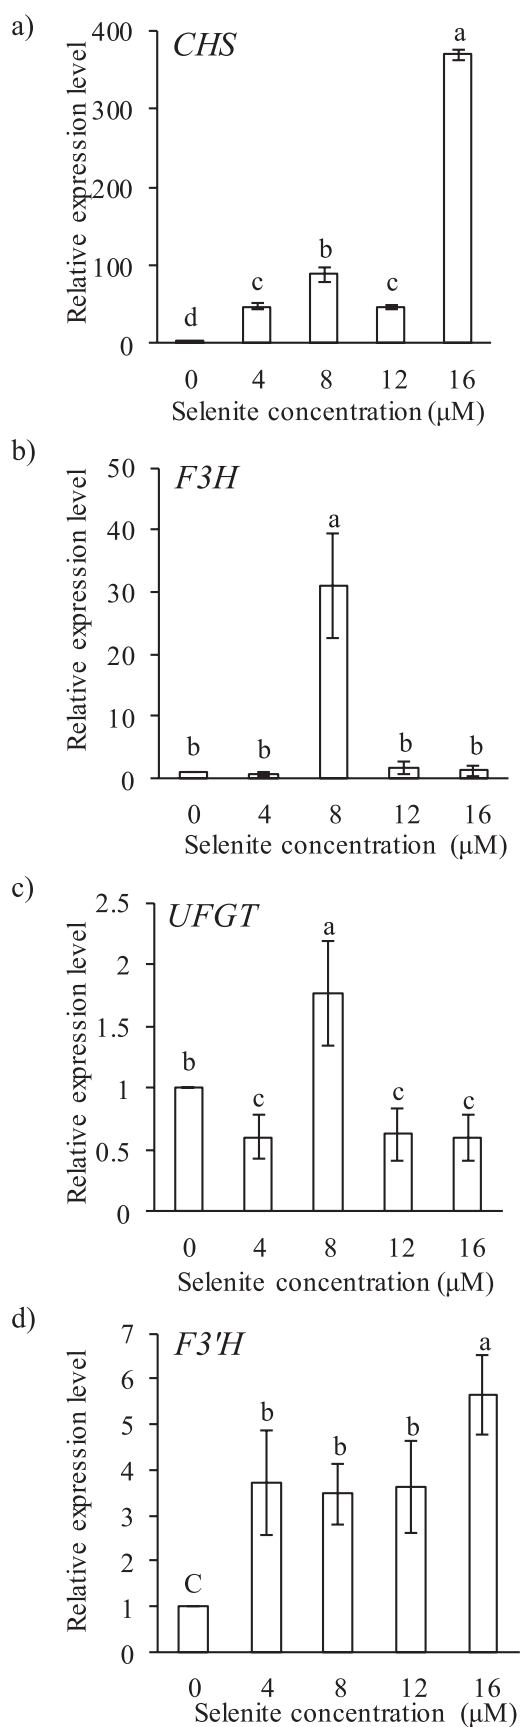 a)
CHS
Relative expression level
400
300
200
100
0
d
c
b
c
a
0 4 8 12 16
Selenite concentration (μM)
b)
F3H
Relative expression level
50
40
30
20
10
0
b
b
a
b
b
0 4 8 12 16
Selenite concentration (μM)
c)
UFGT
Relative expression level
2.5
2
1.5
1
0.5
0
b
c
a
c
c
0 4 8 12 16
Selenite concentration (μM)
d)
F3'H
Relative expression level
7
6
5
4
3
2
1
0
C
b
b
b
a
0 4 8 12 16
Selenite concentration (μM)